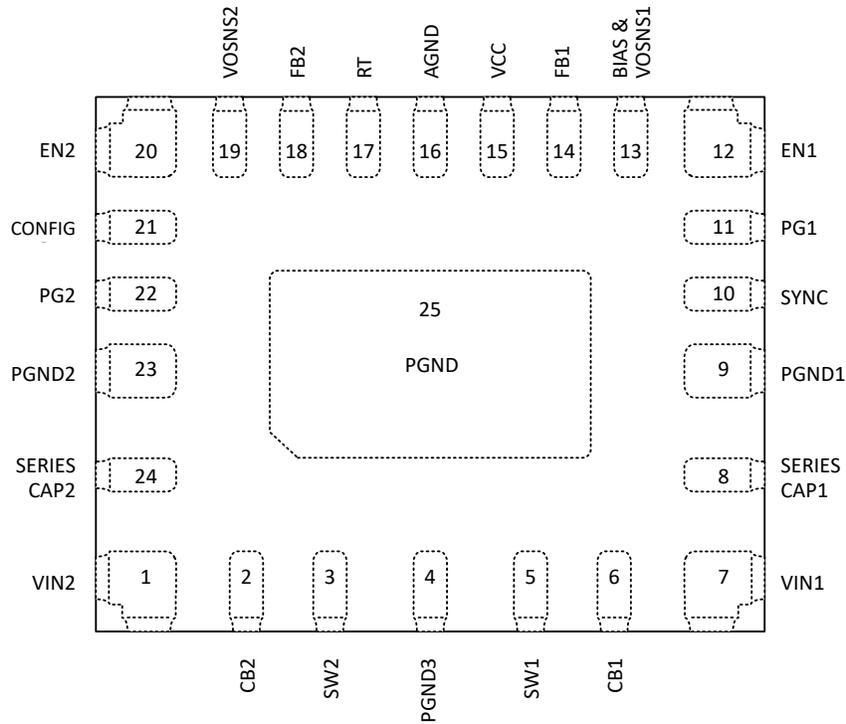 VOSNS2
FB2
RT
AGND
VCC
FB1
BIAS &
VOSNS1
EN2
20
19
18
17
16
15
14
13
12
EN1
CONFIG
21
11
PG1
PG2
22
10
SYNC
25
PGND
PGND2
23
9
PGND1
SERIES
CAP2
24
8
SERIES
CAP1
VIN2
1
2
3
4
5
6
7
VIN1
CB2
SW2
PGND3
SW1
CB1